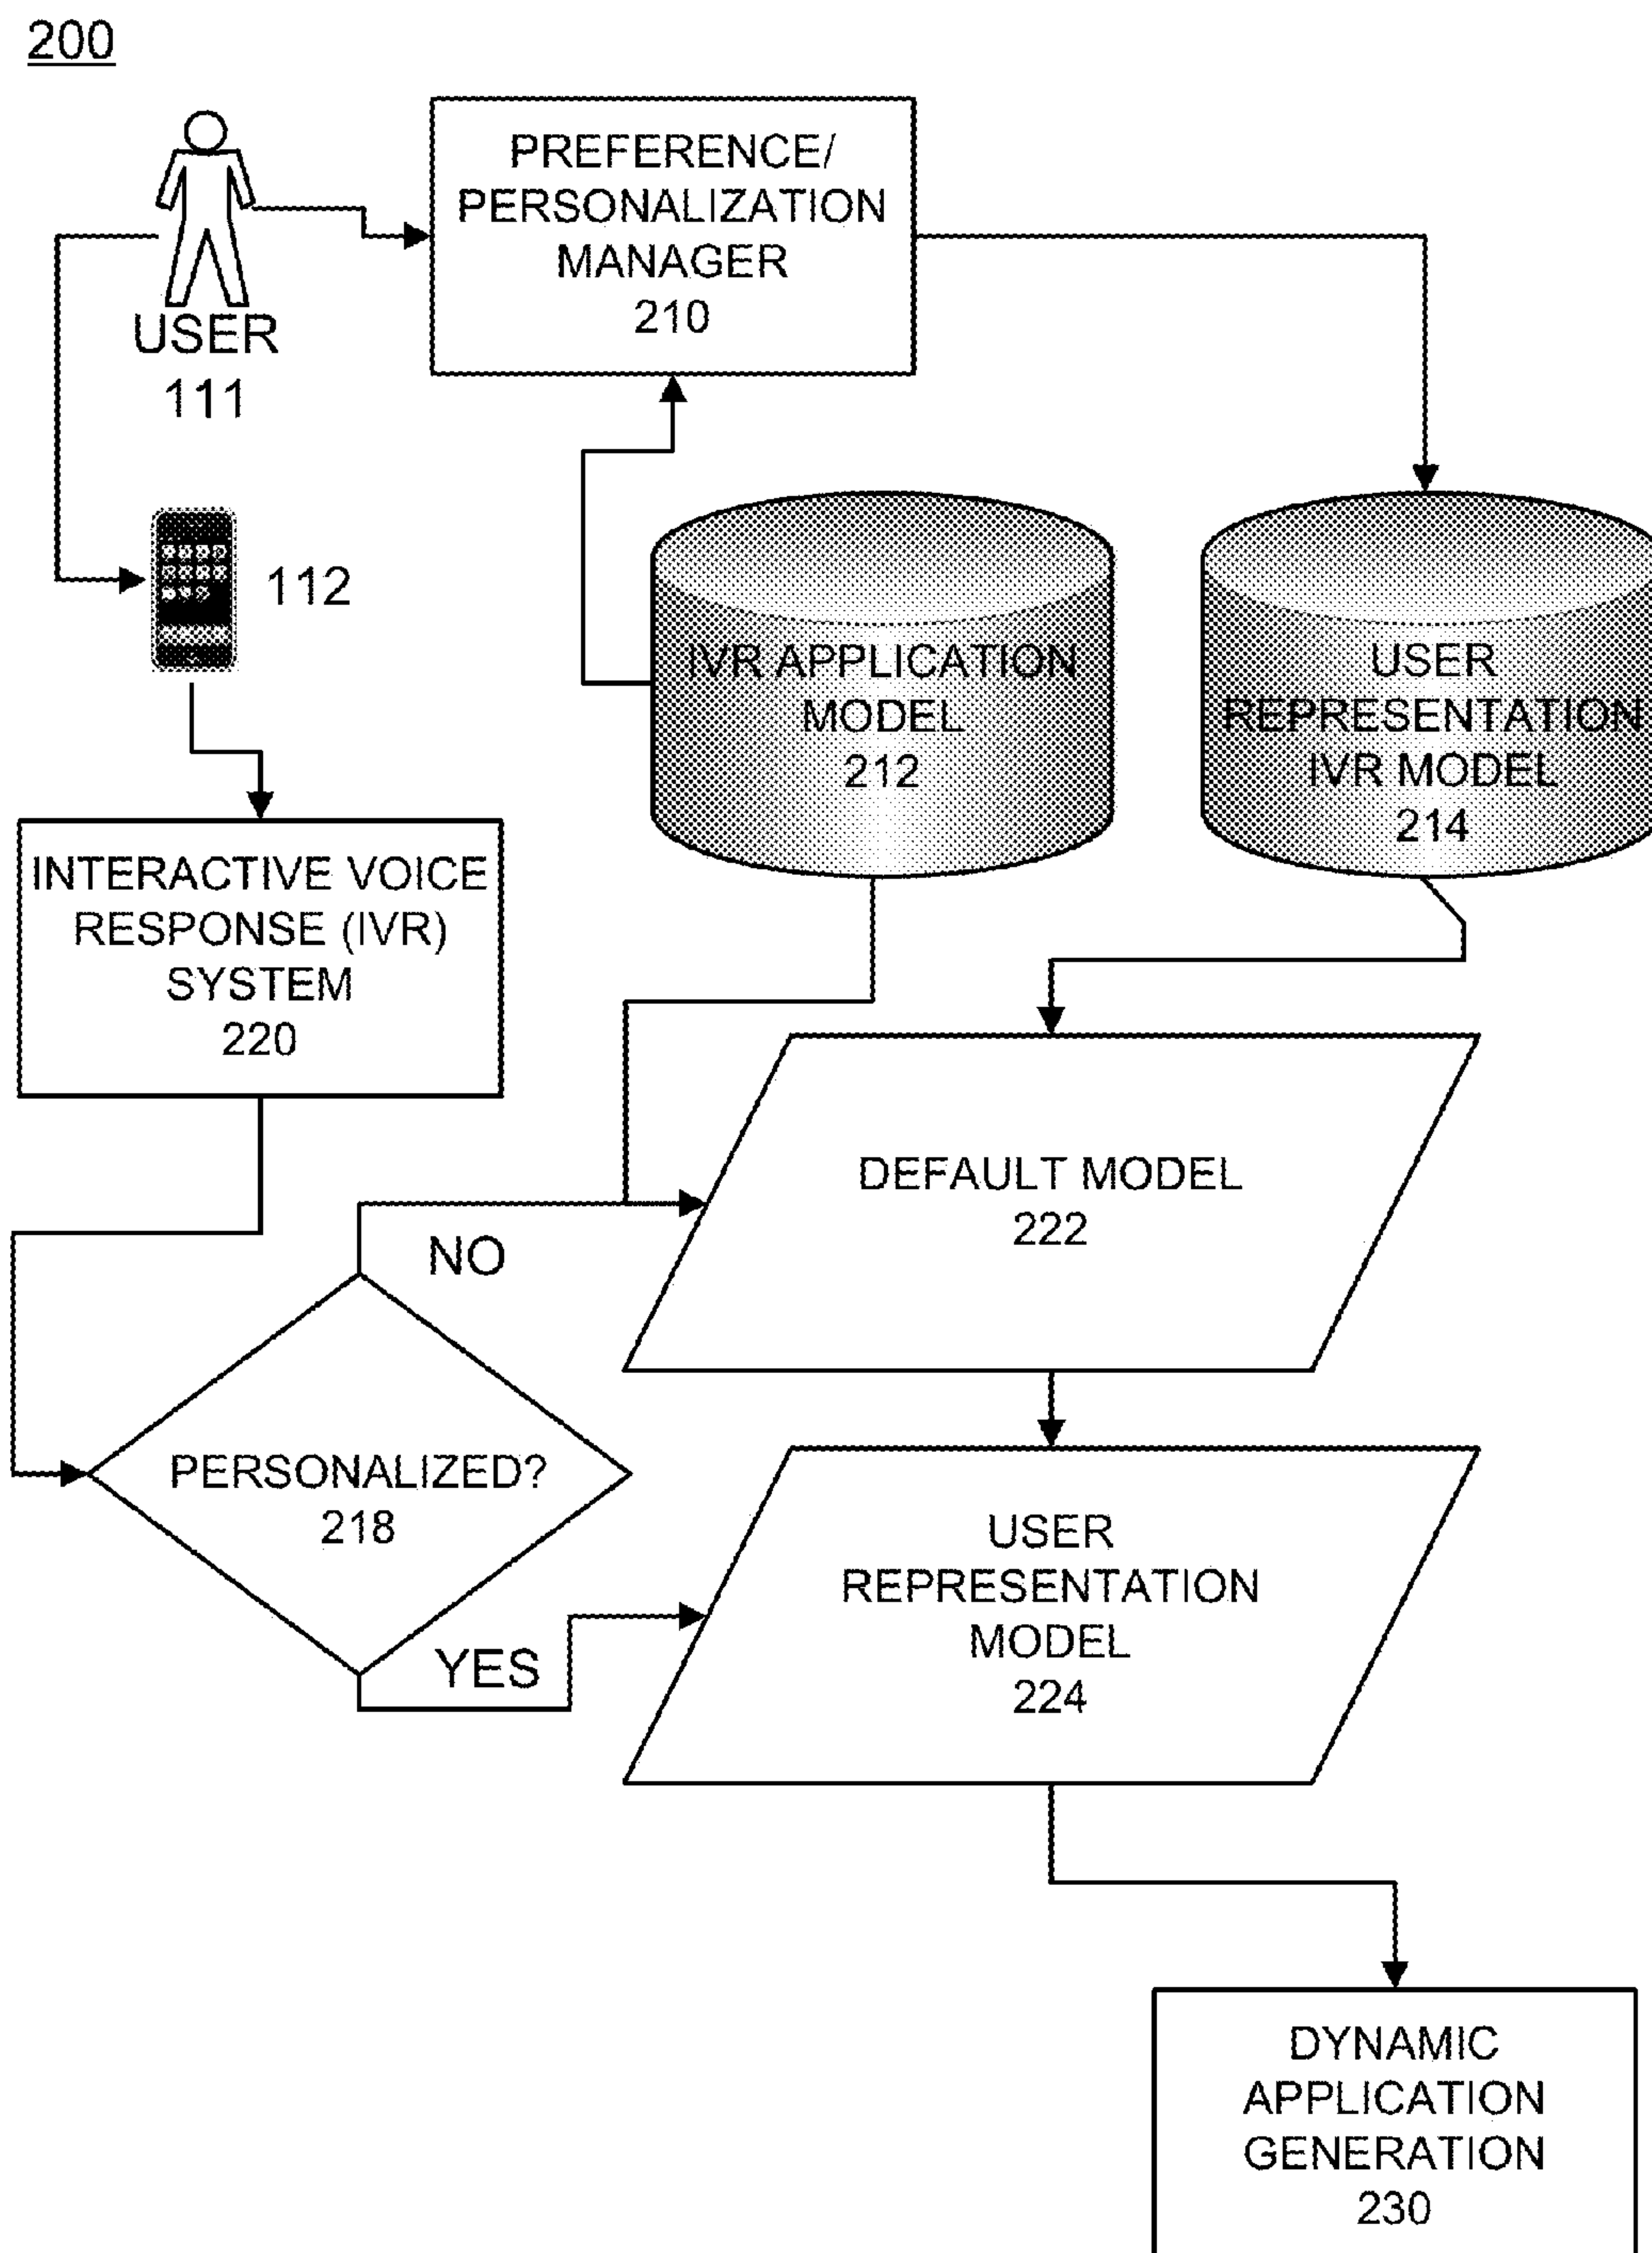 200
PREFERENCE/
PERSONALIZATION
MANAGER
210
USER
111
112
IVR APPLICATION
MODEL
212
USER
REPRESENTATION
IVR MODEL
214
INTERACTIVE VOICE
RESPONSE (IVR)
SYSTEM
220
DEFAULT MODEL
222
NO
PERSONALIZED?
218
YES
USER
REPRESENTATION
MODEL
224
DYNAMIC
APPLICATION
GENERATION
230